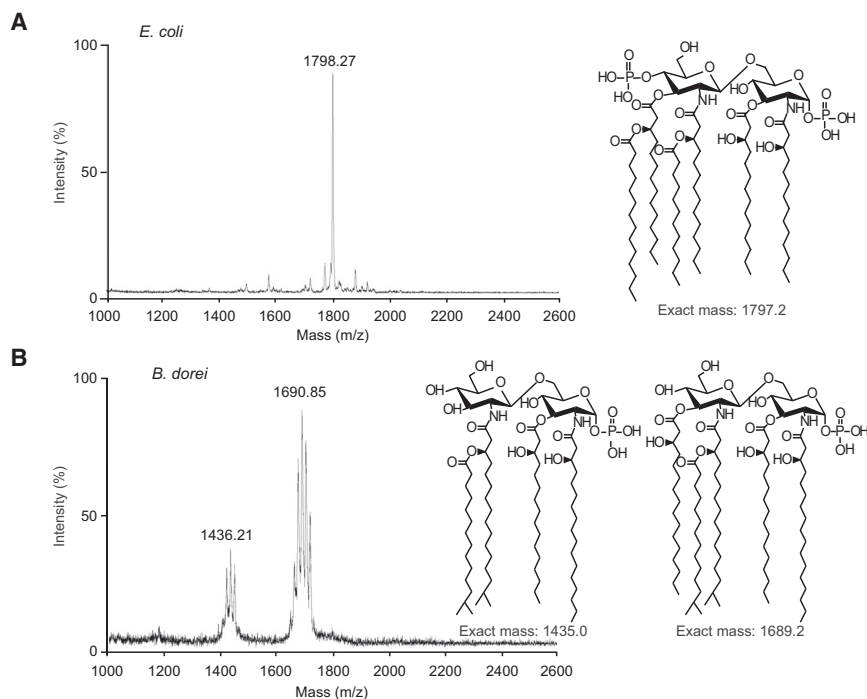 A
E. coli
100
50
0
Intensity (%)
1798.27
1000 1200 1400 1600 1800 2000 2200 2400 2600
Mass (m/z)
OH
O
HO-P-O
HO
O
O
O
HO
O
NH
O
O
NH
O
O
P-OH
OH
O
O
O
O
O
O
O
HO
HO
Exact mass: 1797.2
B
B. dorei
100
50
0
Intensity (%)
1436.21
1690.85
1000 1200 1400 1600 1800 2000 2200 2400 2600
Mass (m/z)
OH
HO
HO
O
O
HO
O
NH
O
O
NH
O
O
P-OH
OH
O
O
O
O
HO
HO
Exact mass: 1435.0
OH
HO
O
O
O
HO
O
NH
O
O
NH
O
O
P-OH
OH
O
O
O
O
HO
O
O
HO
HO
Exact mass: 1689.2